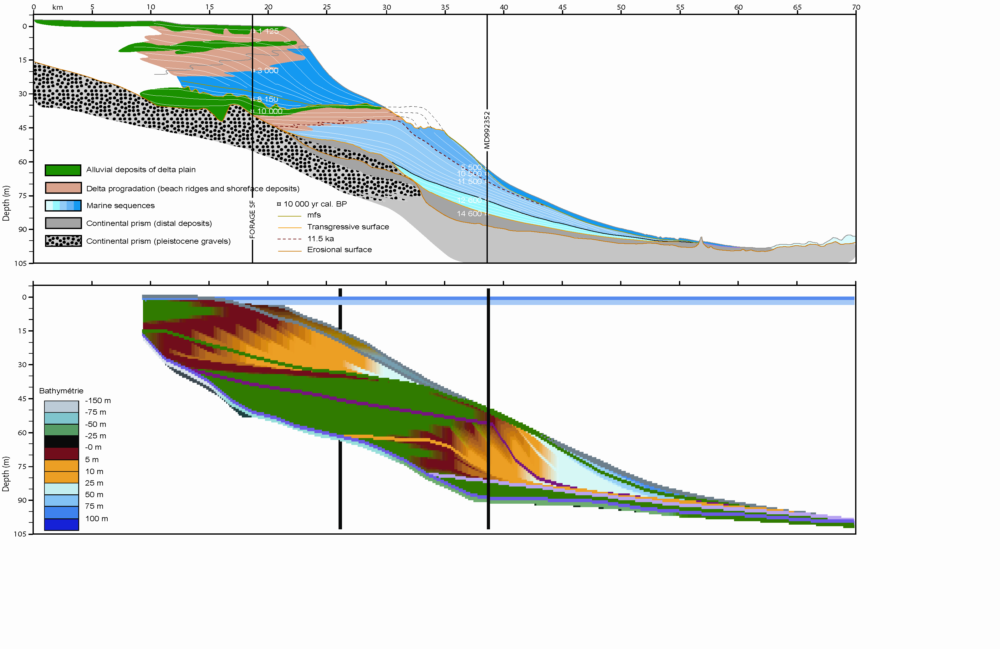 0 km 5 10 15 20 25 30 35 40 45 50 55 60 65 70
0
15
30
45
60
75
90
105
Depth (m)
¤ 1 125
¤ 3 000
¤ 8 150
¤ 10 000
FORAGE SF
MD992352
5 500 ¤
10 500 ¤
11 500 ¤
12 600 ¤
14 600 ¤
Alluvial deposits of delta plain
Delta progradation (beach ridges and shoreface deposits)
Marine sequences
Continental prism (distal deposits)
Continental prism (pleistocene gravels)
¤ 10 000 yr cal. BP
mfs
Transgressive surface
11.5 ka
Erosional surface
0
15
30
45
60
75
90
105
Depth (m)
Bathymétrie
-150 m
-75 m
-50 m
-25 m
-0 m
5 m
10 m
25 m
50 m
75 m
100 m